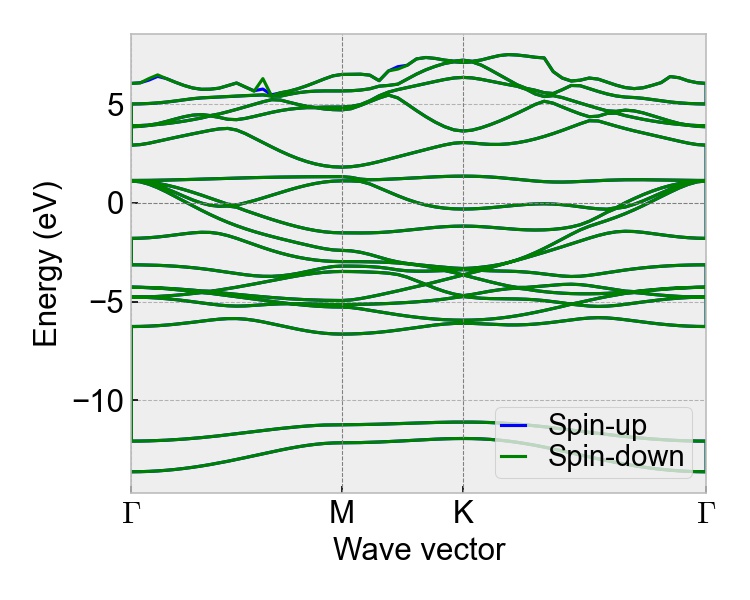 5
0
−5
−10
Energy (eV)
Spin-up
Spin-down
Γ M K Γ
Wave vector